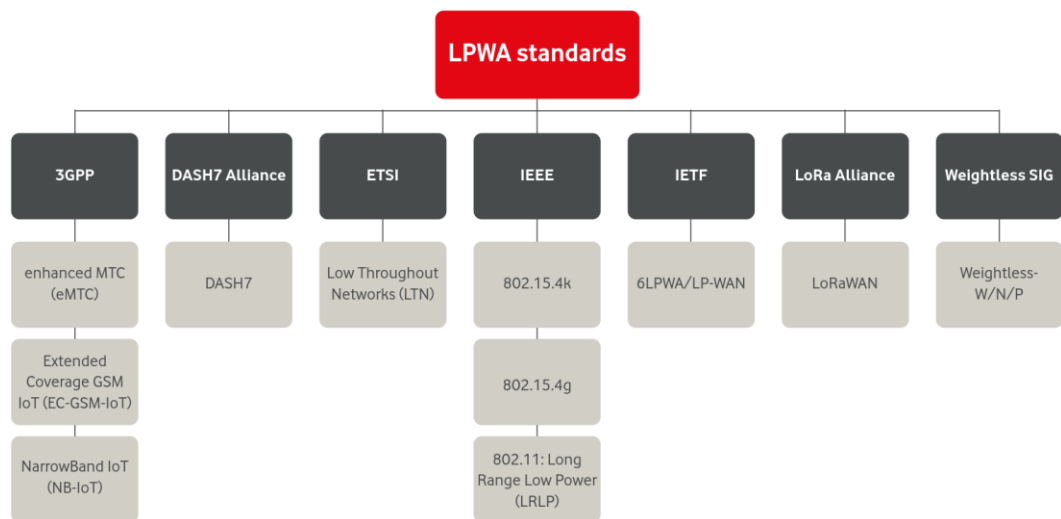 LPWA standards
3GPP
DASH7 Alliance
ETSI
IEEE
IETF
LoRa Alliance
Weightless SIG
enhanced MTC
(eMTC)
DASH7
Low Throughout
Networks (LTN)
802.15.4k
6LPWA/LP-WAN
LoRaWAN
Weightless-
W/N/P
Extended
Coverage GSM
IoT (EC-GSM-IoT)
802.15.4g
NarrowBand IoT
(NB-IoT)
802.11: Long
Range Low Power
(LRLP)